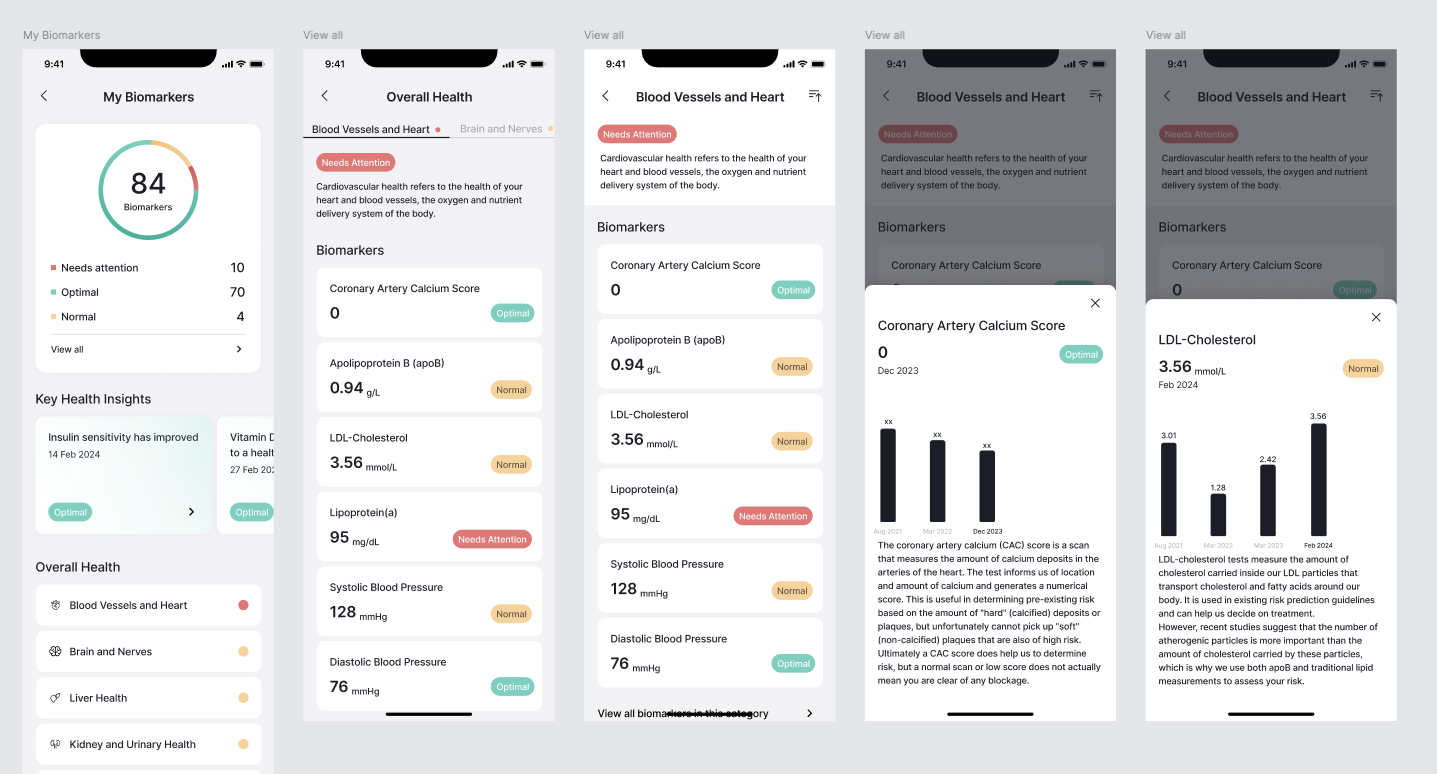 My Biomarkers
9:41
My Biomarkers
84
Biomarkers
Needs attention 10
Optimal 70
Normal 4
View all
Key Health Insights
Insulin sensitivity has improved
14 Feb 2024
Optimal
Vitamin
to a healt
27 Feb 202
Optimal
Overall Health
Blood Vessels and Heart
Brain and Nerves
Liver Health
Kidney and Urinary Health
View all
9:41
Overall Health
Blood Vessels and Heart Brain and Nerves
Needs Attention
Cardiovascular health refers to the health of your
heart and blood vessels, the oxygen and nutrient
delivery system of the body.
Biomarkers
Coronary Artery Calcium Score
0 Optimal
Apolipoprotein B (apoB)
0.94 g/L Normal
LDL-Cholesterol
3.56 mmol/L Normal
Lipoprotein(a)
95 mg/dL Needs Attention
Systolic Blood Pressure
128 mmHg Normal
Diastolic Blood Pressure
76 mmHg Optimal
View all
9:41
Blood Vessels and Heart
Needs Attention
Cardiovascular health refers to the health of your
heart and blood vessels, the oxygen and nutrient
delivery system of the body.
Biomarkers
Coronary Artery Calcium Score
0 Optimal
Apolipoprotein B (apoB)
0.94 g/L Normal
LDL-Cholesterol
3.56 mmol/L Normal
Lipoprotein(a)
95 mg/dL Needs Attention
Systolic Blood Pressure
128 mmHg Normal
Diastolic Blood Pressure
76 mmHg Optimal
View all biomarkers in this category
View all
9:41
Blood Vessels and Heart
Needs Attention
Cardiovascular health refers to the health of your
heart and blood vessels, the oxygen and nutrient
delivery system of the body.
Biomarkers
Coronary Artery Calcium Score
Coronary Artery Calcium Score
0 Optimal
Dec 2023
xx xx xx
Aug 2021 Mar 2022 Dec 2023
The coronary artery calcium (CAC) score is a scan
that measures the amount of calcium deposits in the
arteries of the heart. The test informs us of location
and amount of calcium and generates a numerical
score. This is useful in determining pre-existing risk
based on the amount of "hard" (calcified) deposits or
plaques, but unfortunately cannot pick up "soft"
(non-calcified) plaques that are also of high risk.
Ultimately a CAC score does help us to determine
risk, but a normal scan or low score does not actually
mean you are clear of any blockage.
View all
9:41
Blood Vessels and Heart
Needs Attention
Cardiovascular health refers to the health of your
heart and blood vessels, the oxygen and nutrient
delivery system of the body.
Biomarkers
Coronary Artery Calcium Score
0 Optimal
LDL-Cholesterol
3.56 mmol/L Normal
Feb 2024
3.01 1.28 2.42 3.56
Aug 2021 Mar 2022 Mar 2023 Feb 2024
LDL-cholesterol tests measure the amount of
cholesterol carried inside our LDL particles that
transport cholesterol and fatty acids around our
body. It is used in existing risk prediction guidelines
and can help us decide on treatment.
However, recent studies suggest that the number of
atherogenic particles is more important than the
amount of cholesterol carried by these particles,
which is why we use both apoB and traditional lipid
measurements to assess your risk.